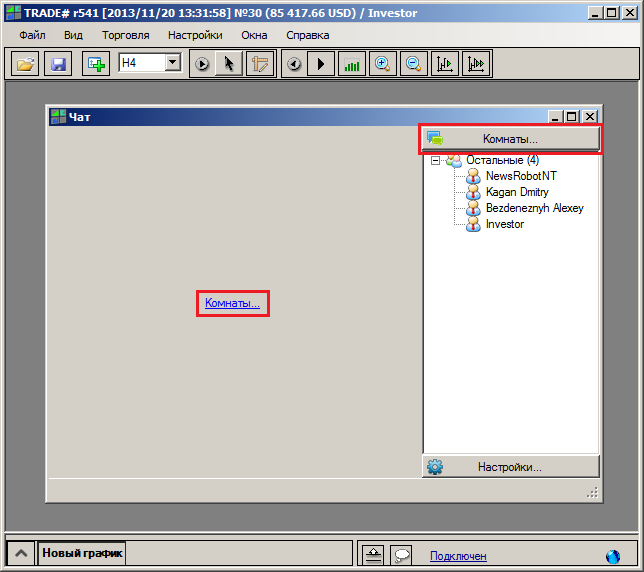 TRADE# r541 [2013/11/20 13:31:58] №30 (85 417.66 USD) / Investor
Файл Вид Торговля Настройки Окна Справка
H4
Чат
Комнаты...
Остальные (4)
NewsRobotNT
Kagan Dmitry
Bezdeneznyh Alexey
Investor
Комнаты...
Настройки...
Новый график
Подключен